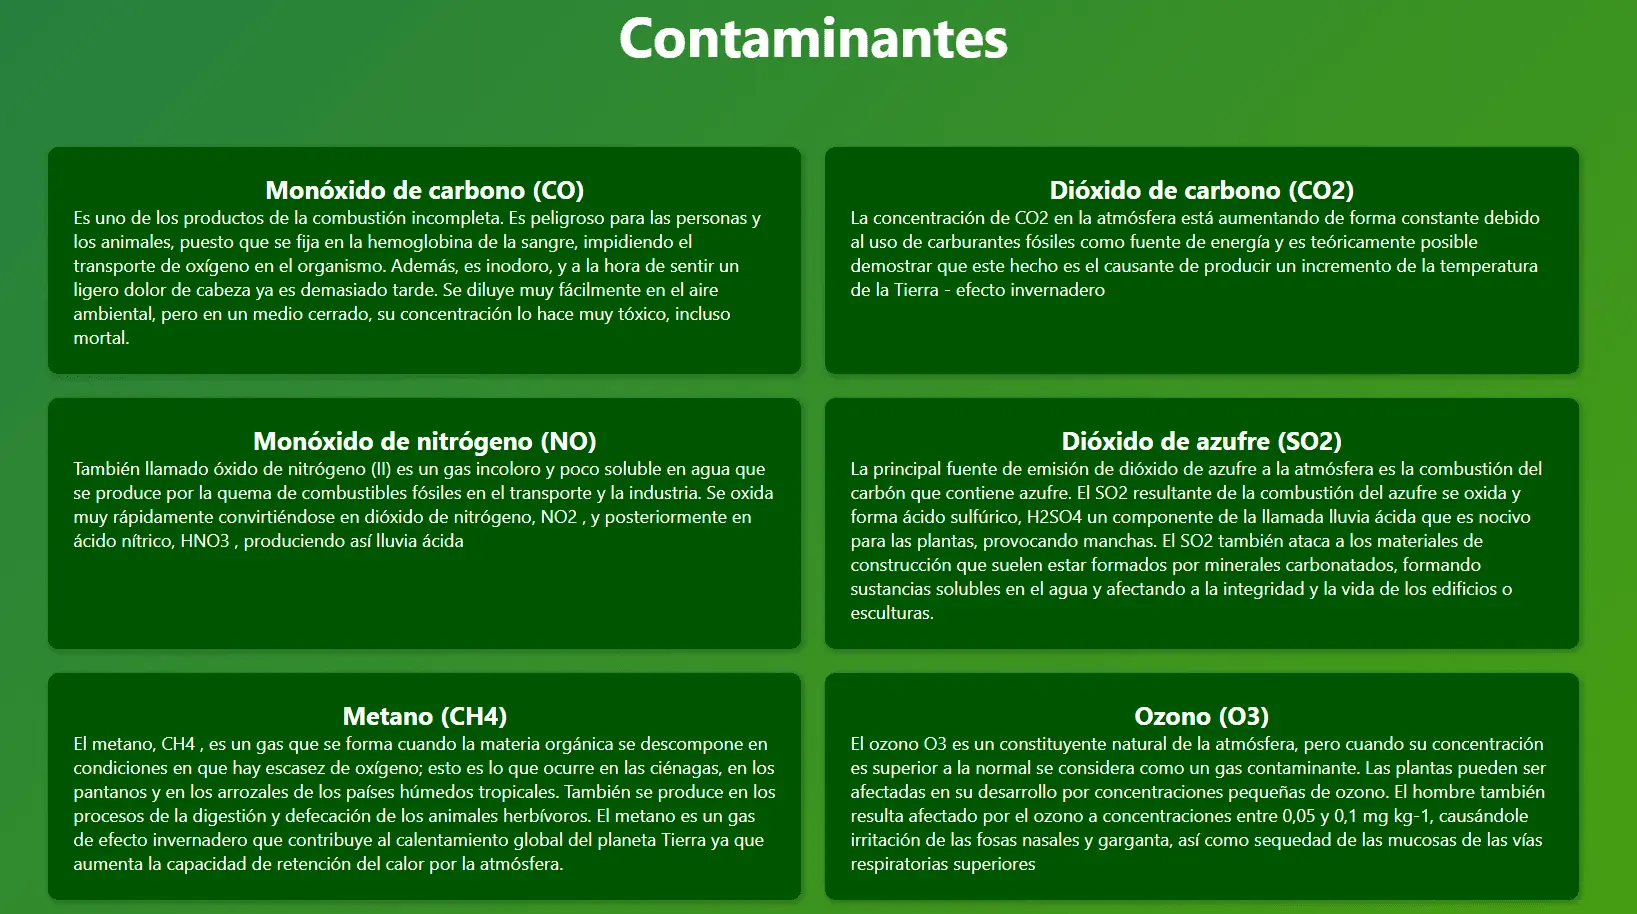 Contaminantes
Monóxido de carbono (CO)
Es uno de los productos de la combustión incompleta. Es peligroso para las personas y
los animales, puesto que se fija en la hemoglobina de la sangre, impidiendo el
transporte de oxígeno en el organismo. Además, es inodoro, y a la hora de sentir un
ligero dolor de cabeza ya es demasiado tarde. Se diluye muy fácilmente en el aire
ambiental, pero en un medio cerrado, su concentración lo hace muy tóxico, incluso
mortal.
Dióxido de carbono (CO2)
La concentración de CO2 en la atmósfera está aumentando de forma constante debido
al uso de carburantes fósiles como fuente de energía y es teóricamente posible
demostrar que este hecho es el causante de producir un incremento de la temperatura
de la Tierra - efecto invernadero
Monóxido de nitrógeno (NO)
También llamado óxido de nitrógeno (II) es un gas incoloro y poco soluble en agua que
se produce por la quema de combustibles fósiles en el transporte y la industria. Se oxida
muy rápidamente convirtiéndose en dióxido de nitrógeno, NO2 , y posteriormente en
ácido nítrico, HNO3 , produciendo así lluvia ácida
Dióxido de azufre (SO2)
La principal fuente de emisión de dióxido de azufre a la atmósfera es la combustión del
carbón que contiene azufre. El SO2 resultante de la combustión del azufre se oxida y
forma ácido sulfúrico, H2SO4 un componente de la llamada lluvia ácida que es nocivo
para las plantas, provocando manchas. El SO2 también ataca a los materiales de
construcción que suelen estar formados por minerales carbonatados, formando
sustancias solubles en el agua y afectando a la integridad y la vida de los edificios o
esculturas.
Metano (CH4)
El metano, CH4 , es un gas que se forma cuando la materia orgánica se descompone en
condiciones en que hay escasez de oxígeno; esto es lo que ocurre en las ciénagas, en los
pantanos y en los arrozales de los países húmedos tropicales. También se produce en los
procesos de la digestión y defecación de los animales herbívoros. El metano es un gas
de efecto invernadero que contribuye al calentamiento global del planeta Tierra ya que
aumenta la capacidad de retención del calor por la atmósfera.
Ozono (O3)
El ozono O3 es un constituyente natural de la atmósfera, pero cuando su concentración
es superior a la normal se considera como un gas contaminante. Las plantas pueden ser
afectadas en su desarrollo por concentraciones pequeñas de ozono. El hombre también
resulta afectado por el ozono a concentraciones entre 0,05 y 0,1 mg kg-1, causándole
irritación de las fosas nasales y garganta, así como sequedad de las mucosas de las vías
respiratorias superiores